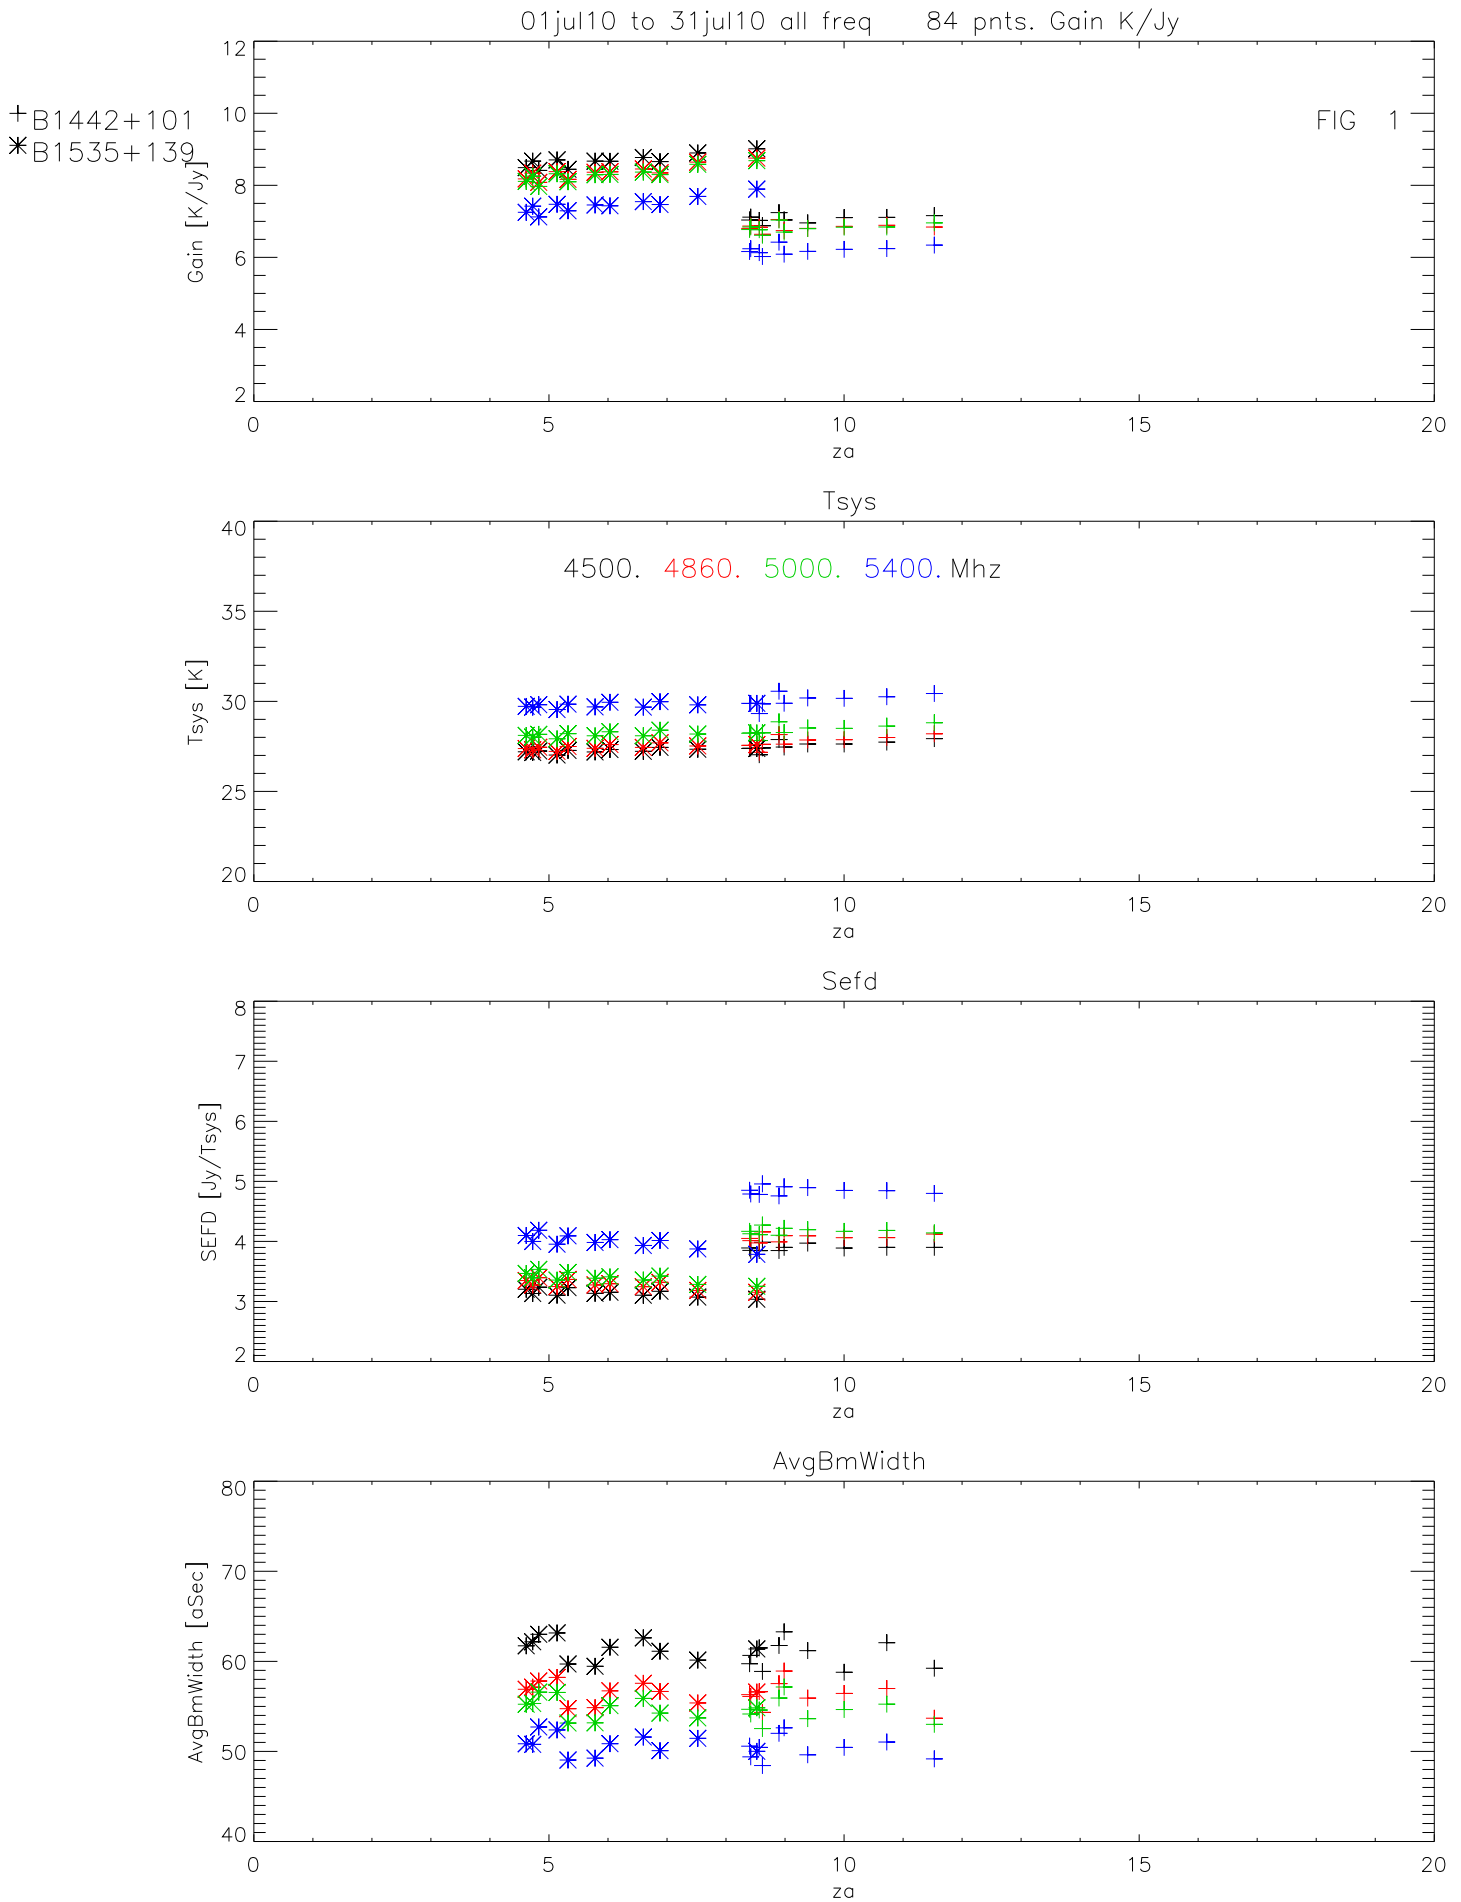 01jul10 to 31jul10 all freq 84 pnts. Gain K/Jy
+B1442+101
*B1535+139
FIG 1
Gain [K/Jy]
12
10
8
6
4
2
0 5 10 15 20
za
Tsys
4500. 4860. 5000. 5400. Mhz
Tsys [K]
40
35
30
25
20
0 5 10 15 20
za
Sefd
SEFD [Jy/Tsys]
8
7
6
5
4
3
2
0 5 10 15 20
za
AvgBmWidth
AvgBmWidth [aSec]
80
70
60
50
40
0 5 10 15 20
za